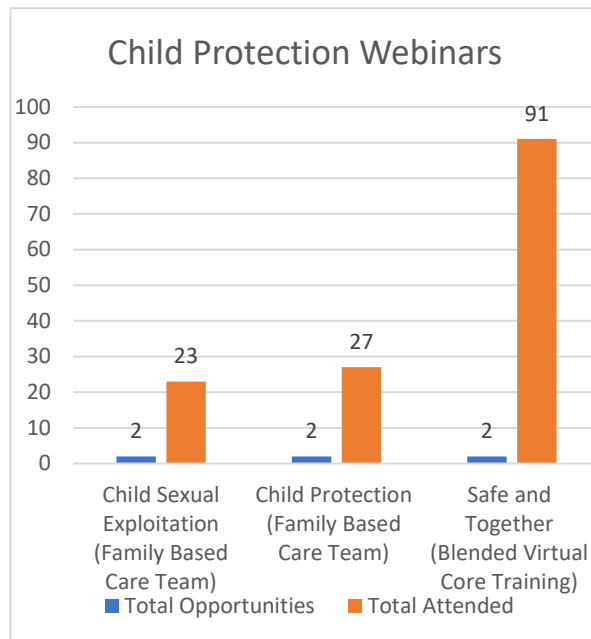 Child Protection Webinars
100
90
80
70
60
50
40
30
20
10
0
2
23
2
27
2
91
Child Sexual
Exploitation
(Family Based
Care Team)
Child Protection
(Family Based
Care Team)
Safe and
Together
(Blended Virtual
Core Training)
Total Opportunities
Total Attended